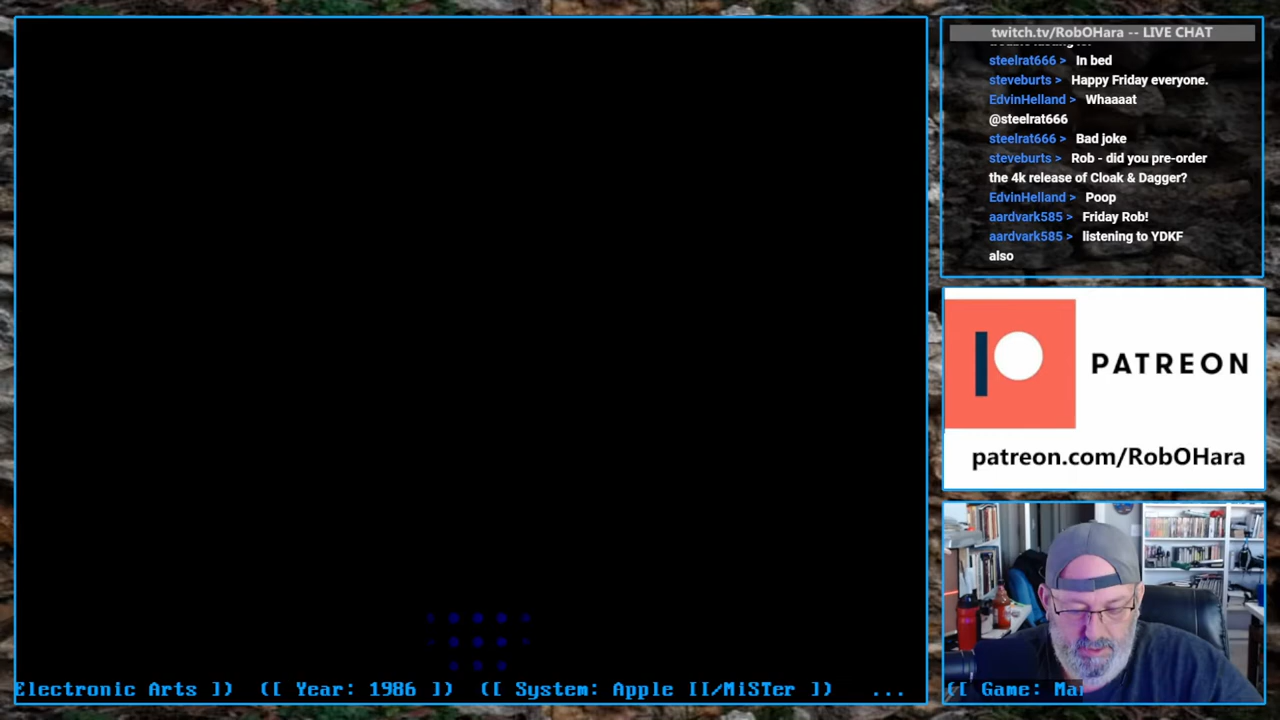 twitch.tv/RobOHara -- LIVE CHAT
steelrat666 > In bed
steveburts > Happy Friday everyone.
EdvinHelland > Whaaaat
@steelrat666
steelrat666 > Bad joke
steveburts > Rob - did you pre-order
the 4k release of Cloak & Dagger?
EdvinHelland > Poop
aardvark585 > Friday Rob!
aardvark585 > listening to YDKF
also
PATREON
patreon.com/RobOHara
Electronic Arts ]) ([ Year: 1986 ]) ([ System: Apple II/MiSTer ]) ... ([ Game: Mar